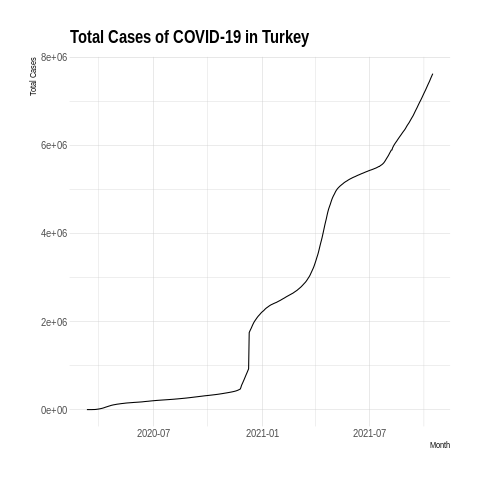 Total Cases of COVID-19 in Turkey
Total Cases
8e+06
6e+06
4e+06
2e+06
0e+00
2020-07 2021-01 2021-07
Month